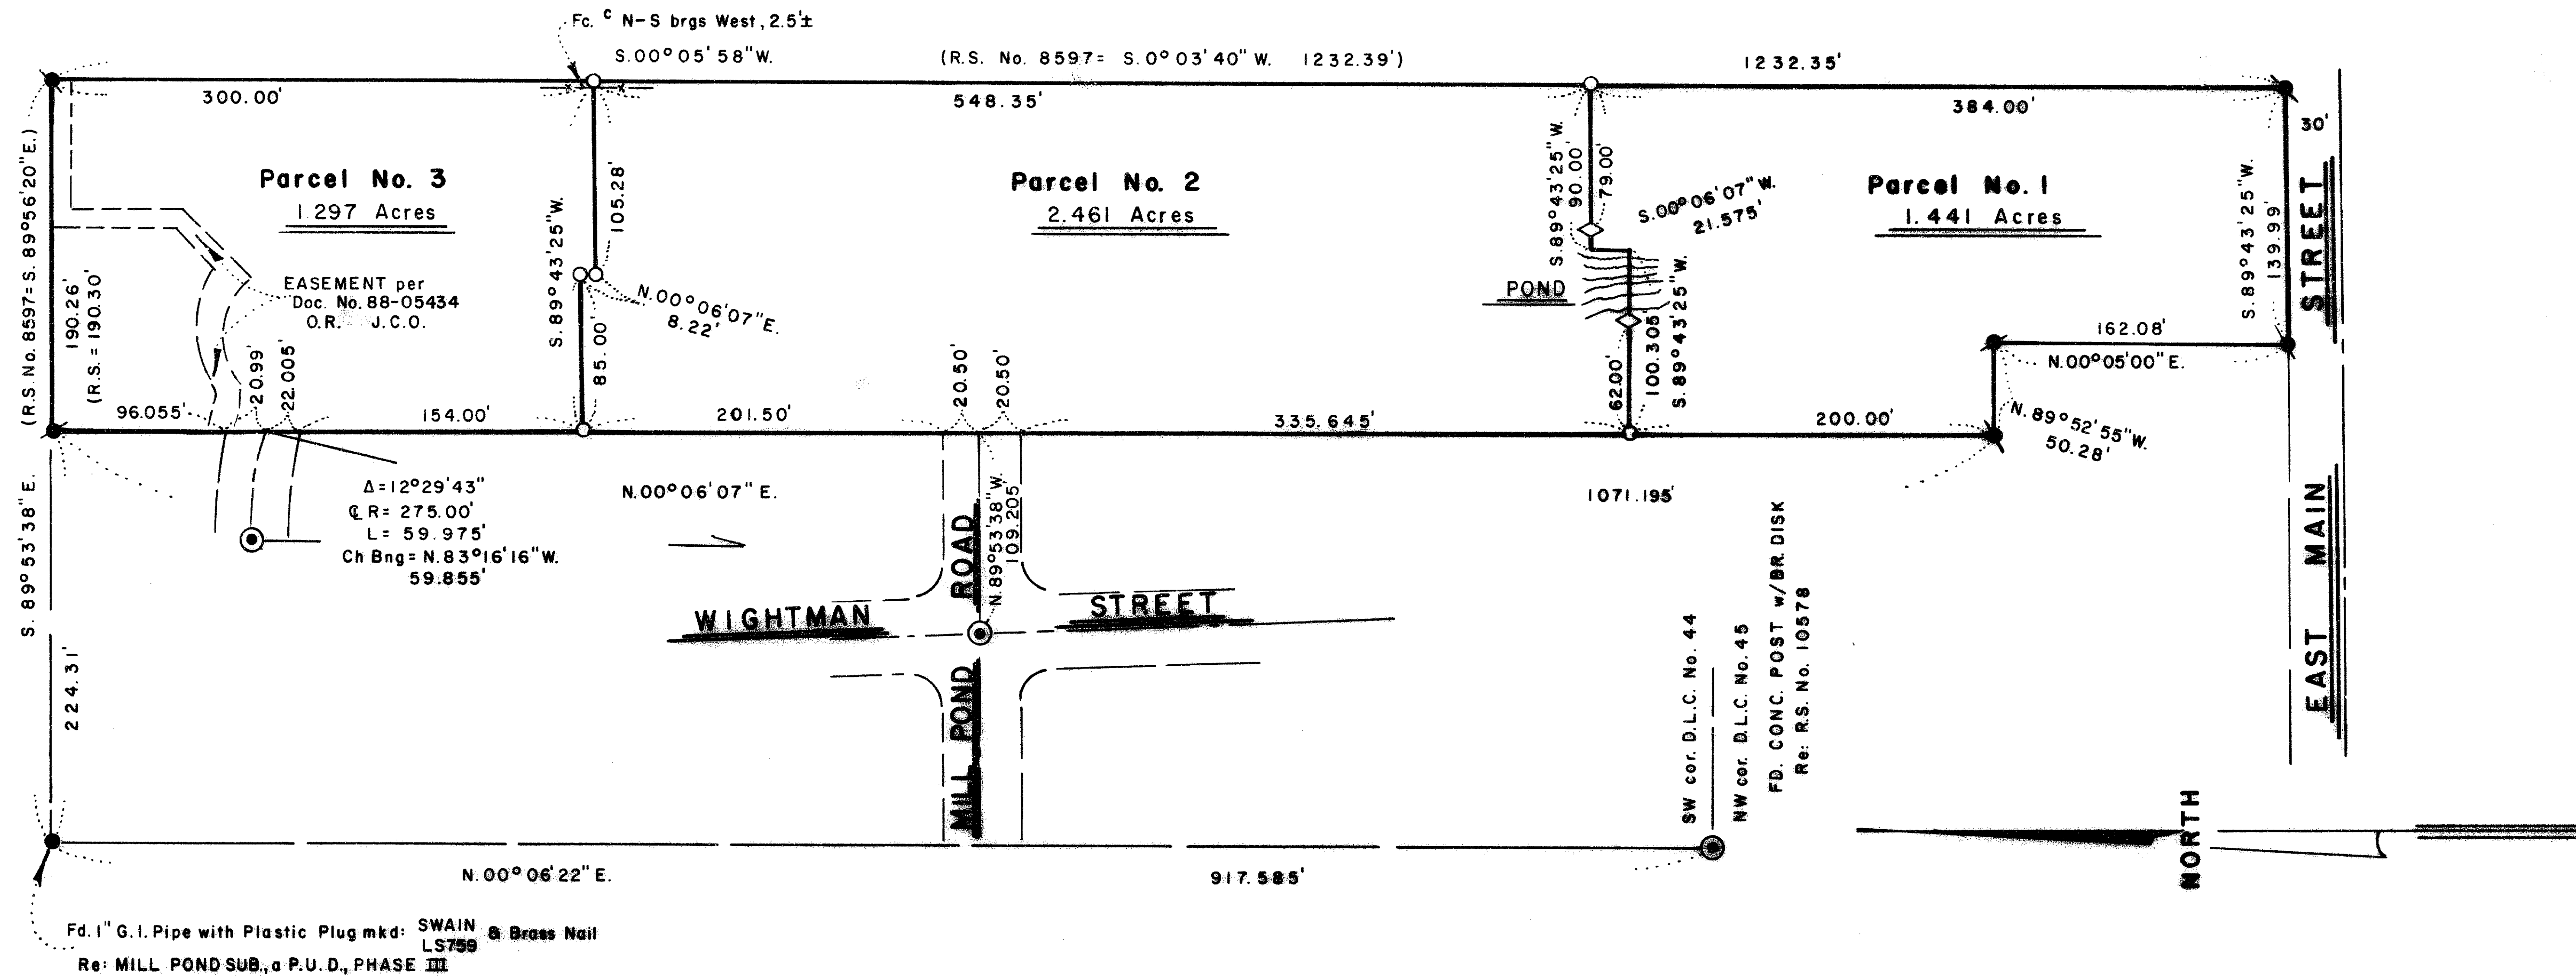 Fc. c N-S brgs West, 2.5'±
S.00°05'58"W.
(R.S. No. 8597= S.0°03'40"W. 1232.39')
1232.35'
300.00'
548.35'
384.00'
30'
(R.S.No. 8597= S.89°56'20"E.)
190.26'
(R.S.= 190.30')
Parcel No. 3
1.297 Acres
EASEMENT per
Doc. No. 88-05434
O.R. J.C.O.
S.89°43'25"W.
105.28'
85.00'
N.00°06'07"E.
8.22'
Parcel No. 2
2.461 Acres
S.89°43'25"W.
90.00'
79.00'
S.00°06'07"W.
21.575'
POND
62.00'
100.305'
S.89°43'25"W.
Parcel No. 1
1.441 Acres
S.89°43'25"W.
139.99'
162.08'
N.00°05'00"E.
N.89°52'55"W.
50.28'
96.055'
20.99'
22.005'
154.00'
201.50'
20.50'
20.50'
335.645'
200.00'
S.89°53'38"E.
224.31'
Δ=12°29'43"
℄ R= 275.00'
L= 59.975'
Ch Bng= N.83°16'16"W.
59.855'
N.00°06'07"E.
1071.195'
N.89°53'38"W.
109.205'
WIGHTMAN STREET
MILL POND ROAD
EAST MAIN STREET
SW cor. D.L.C. No. 44
NW cor. D.L.C. No. 45
FD. CONC. POST w/BR. DISK
Re: R.S. No. 10578
NORTH
N.00°06'22"E.
917.585'
Fd. 1" G.I. Pipe with Plastic Plug mkd: SWAIN LS759 & Brass Nail
Re: MILL POND SUB., a P.U.D., PHASE III